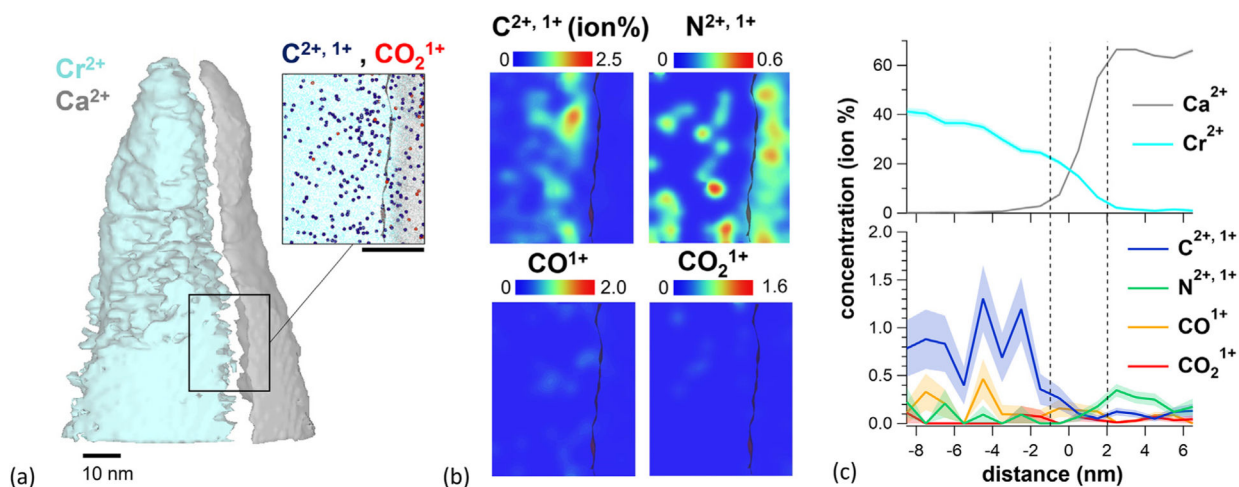 Cr²⁺
Ca²⁺
C²⁺, ¹⁺ , CO₂¹⁺
10 nm
(a)
C²⁺, ¹⁺ (ion%)
0 2.5
N²⁺, ¹⁺
0 0.6
CO¹⁺
0 2.0
CO₂¹⁺
0 1.6
(b)
concentration (ion %)
60
40
20
0
Ca²⁺
Cr²⁺
2.0
1.5
1.0
0.5
0.0
C²⁺, ¹⁺
N²⁺, ¹⁺
CO¹⁺
CO₂¹⁺
-8 -6 -4 -2 0 2 4 6
distance (nm)
(c)